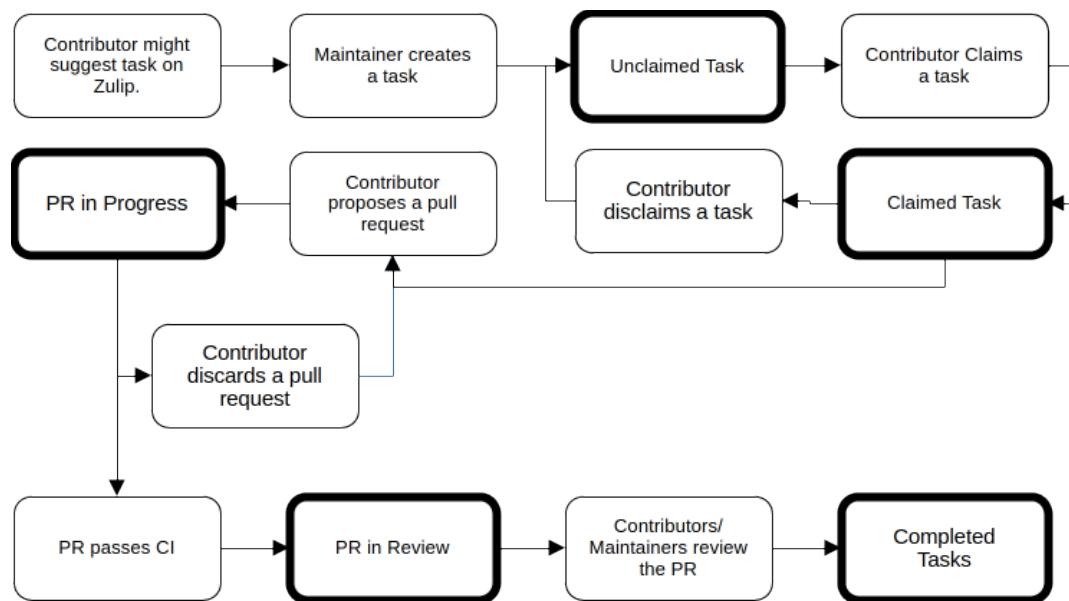 Contributor might
suggest task on
Zulip.
Maintainer creates
a task
Unclaimed Task
Contributor Claims
a task
PR in Progress
Contributor
proposes a pull
request
Contributor
disclaims a task
Claimed Task
Contributor
discards a pull
request
PR passes CI
PR in Review
Contributors/
Maintainers review
the PR
Completed
Tasks